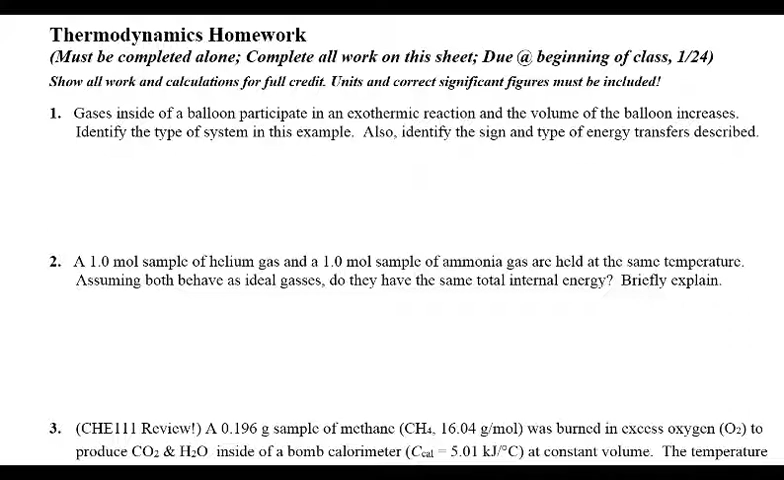 Thermodynamics Homework
(Must be completed alone; Complete all work on this sheet; Due @ beginning of class, 1/24)
Show all work and calculations for full credit. Units and correct significant figures must be included!
1. Gases inside of a balloon participate in an exothermic reaction and the volume of the balloon increases.
Identify the type of system in this example. Also, identify the sign and type of energy transfers described.
2. A 1.0 mol sample of helium gas and a 1.0 mol sample of ammonia gas are held at the same temperature.
Assuming both behave as ideal gasses, do they have the same total internal energy? Briefly explain.
3. (CHE111 Review!) A 0.196 g sample of methane (CH₄, 16.04 g/mol) was burned in excess oxygen (O₂) to
produce CO₂ & H₂O inside of a bomb calorimeter (Ccal = 5.01 kJ/°C) at constant volume. The temperature